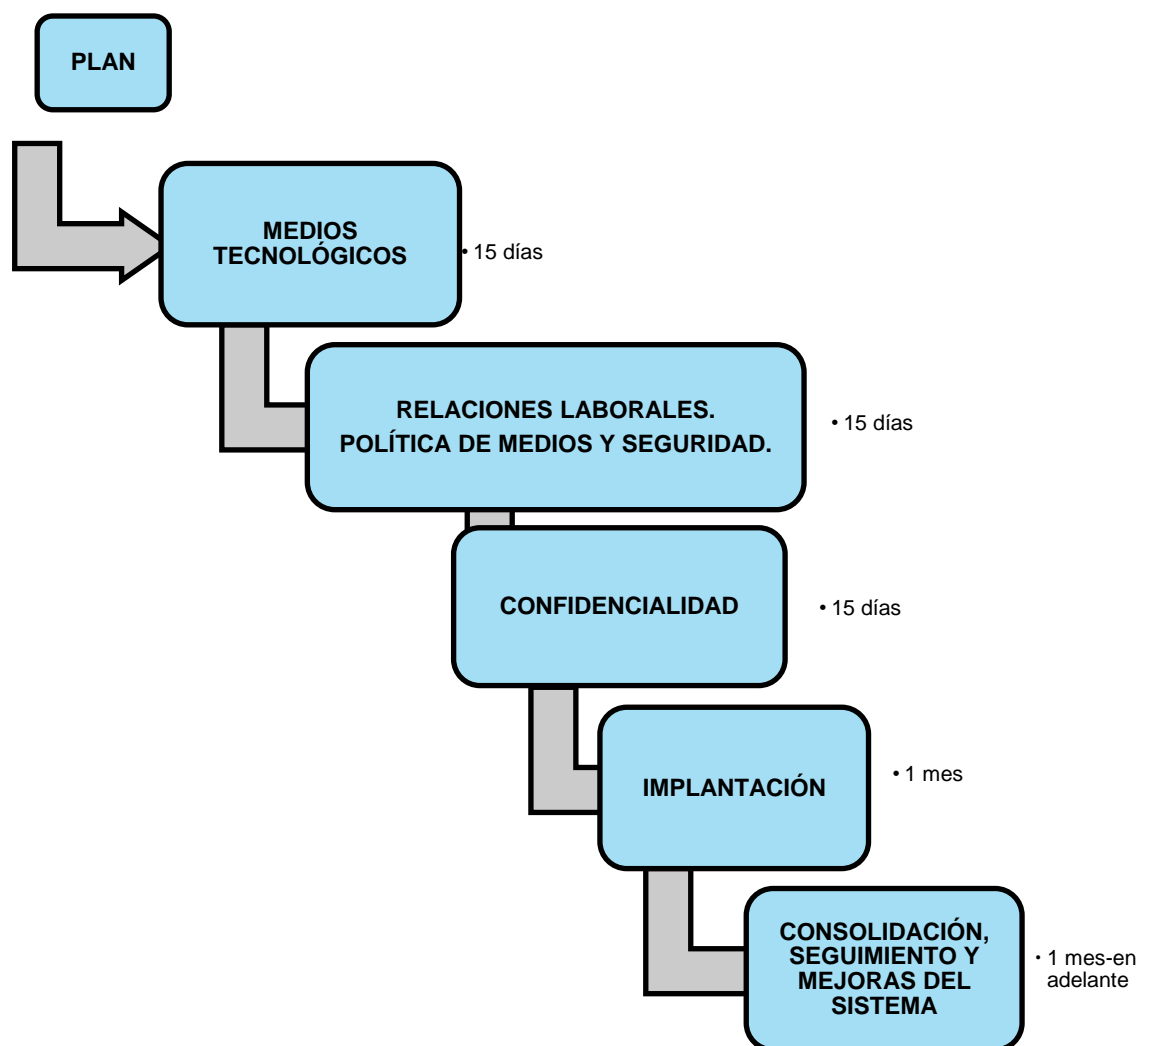 PLAN
MEDIOS
TECNOLÓGICOS
• 15 días
RELACIONES LABORALES.
POLÍTICA DE MEDIOS Y SEGURIDAD.
• 15 días
CONFIDENCIALIDAD
• 15 días
IMPLANTACIÓN
• 1 mes
CONSOLIDACIÓN,
SEGUIMIENTO Y
MEJORAS DEL
SISTEMA
• 1 mes-en
adelante